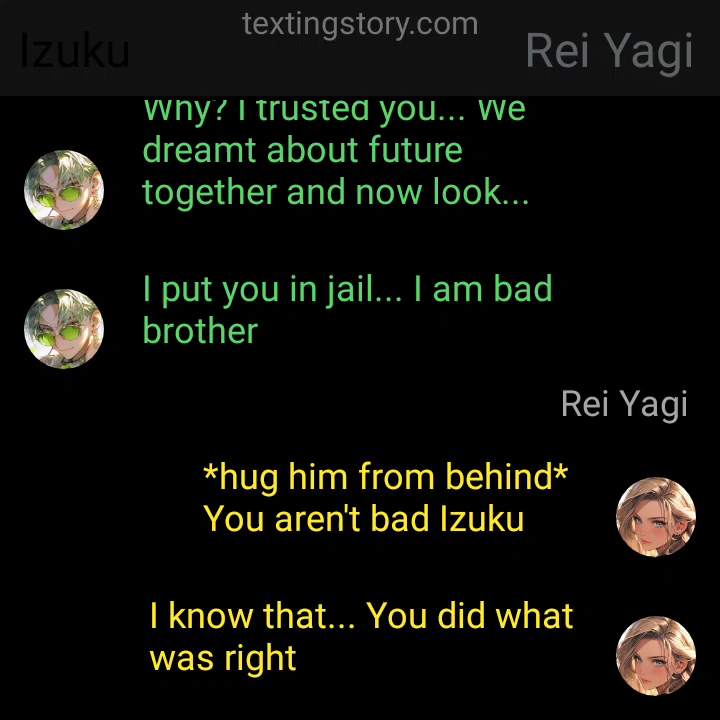 textingstory.com
Izuku
Rei Yagi
Why? I trusted you... We
dreamt about future
together and now look...
I put you in jail... I am bad
brother
Rei Yagi
*hug him from behind*
You aren't bad Izuku
I know that... You did what
was right